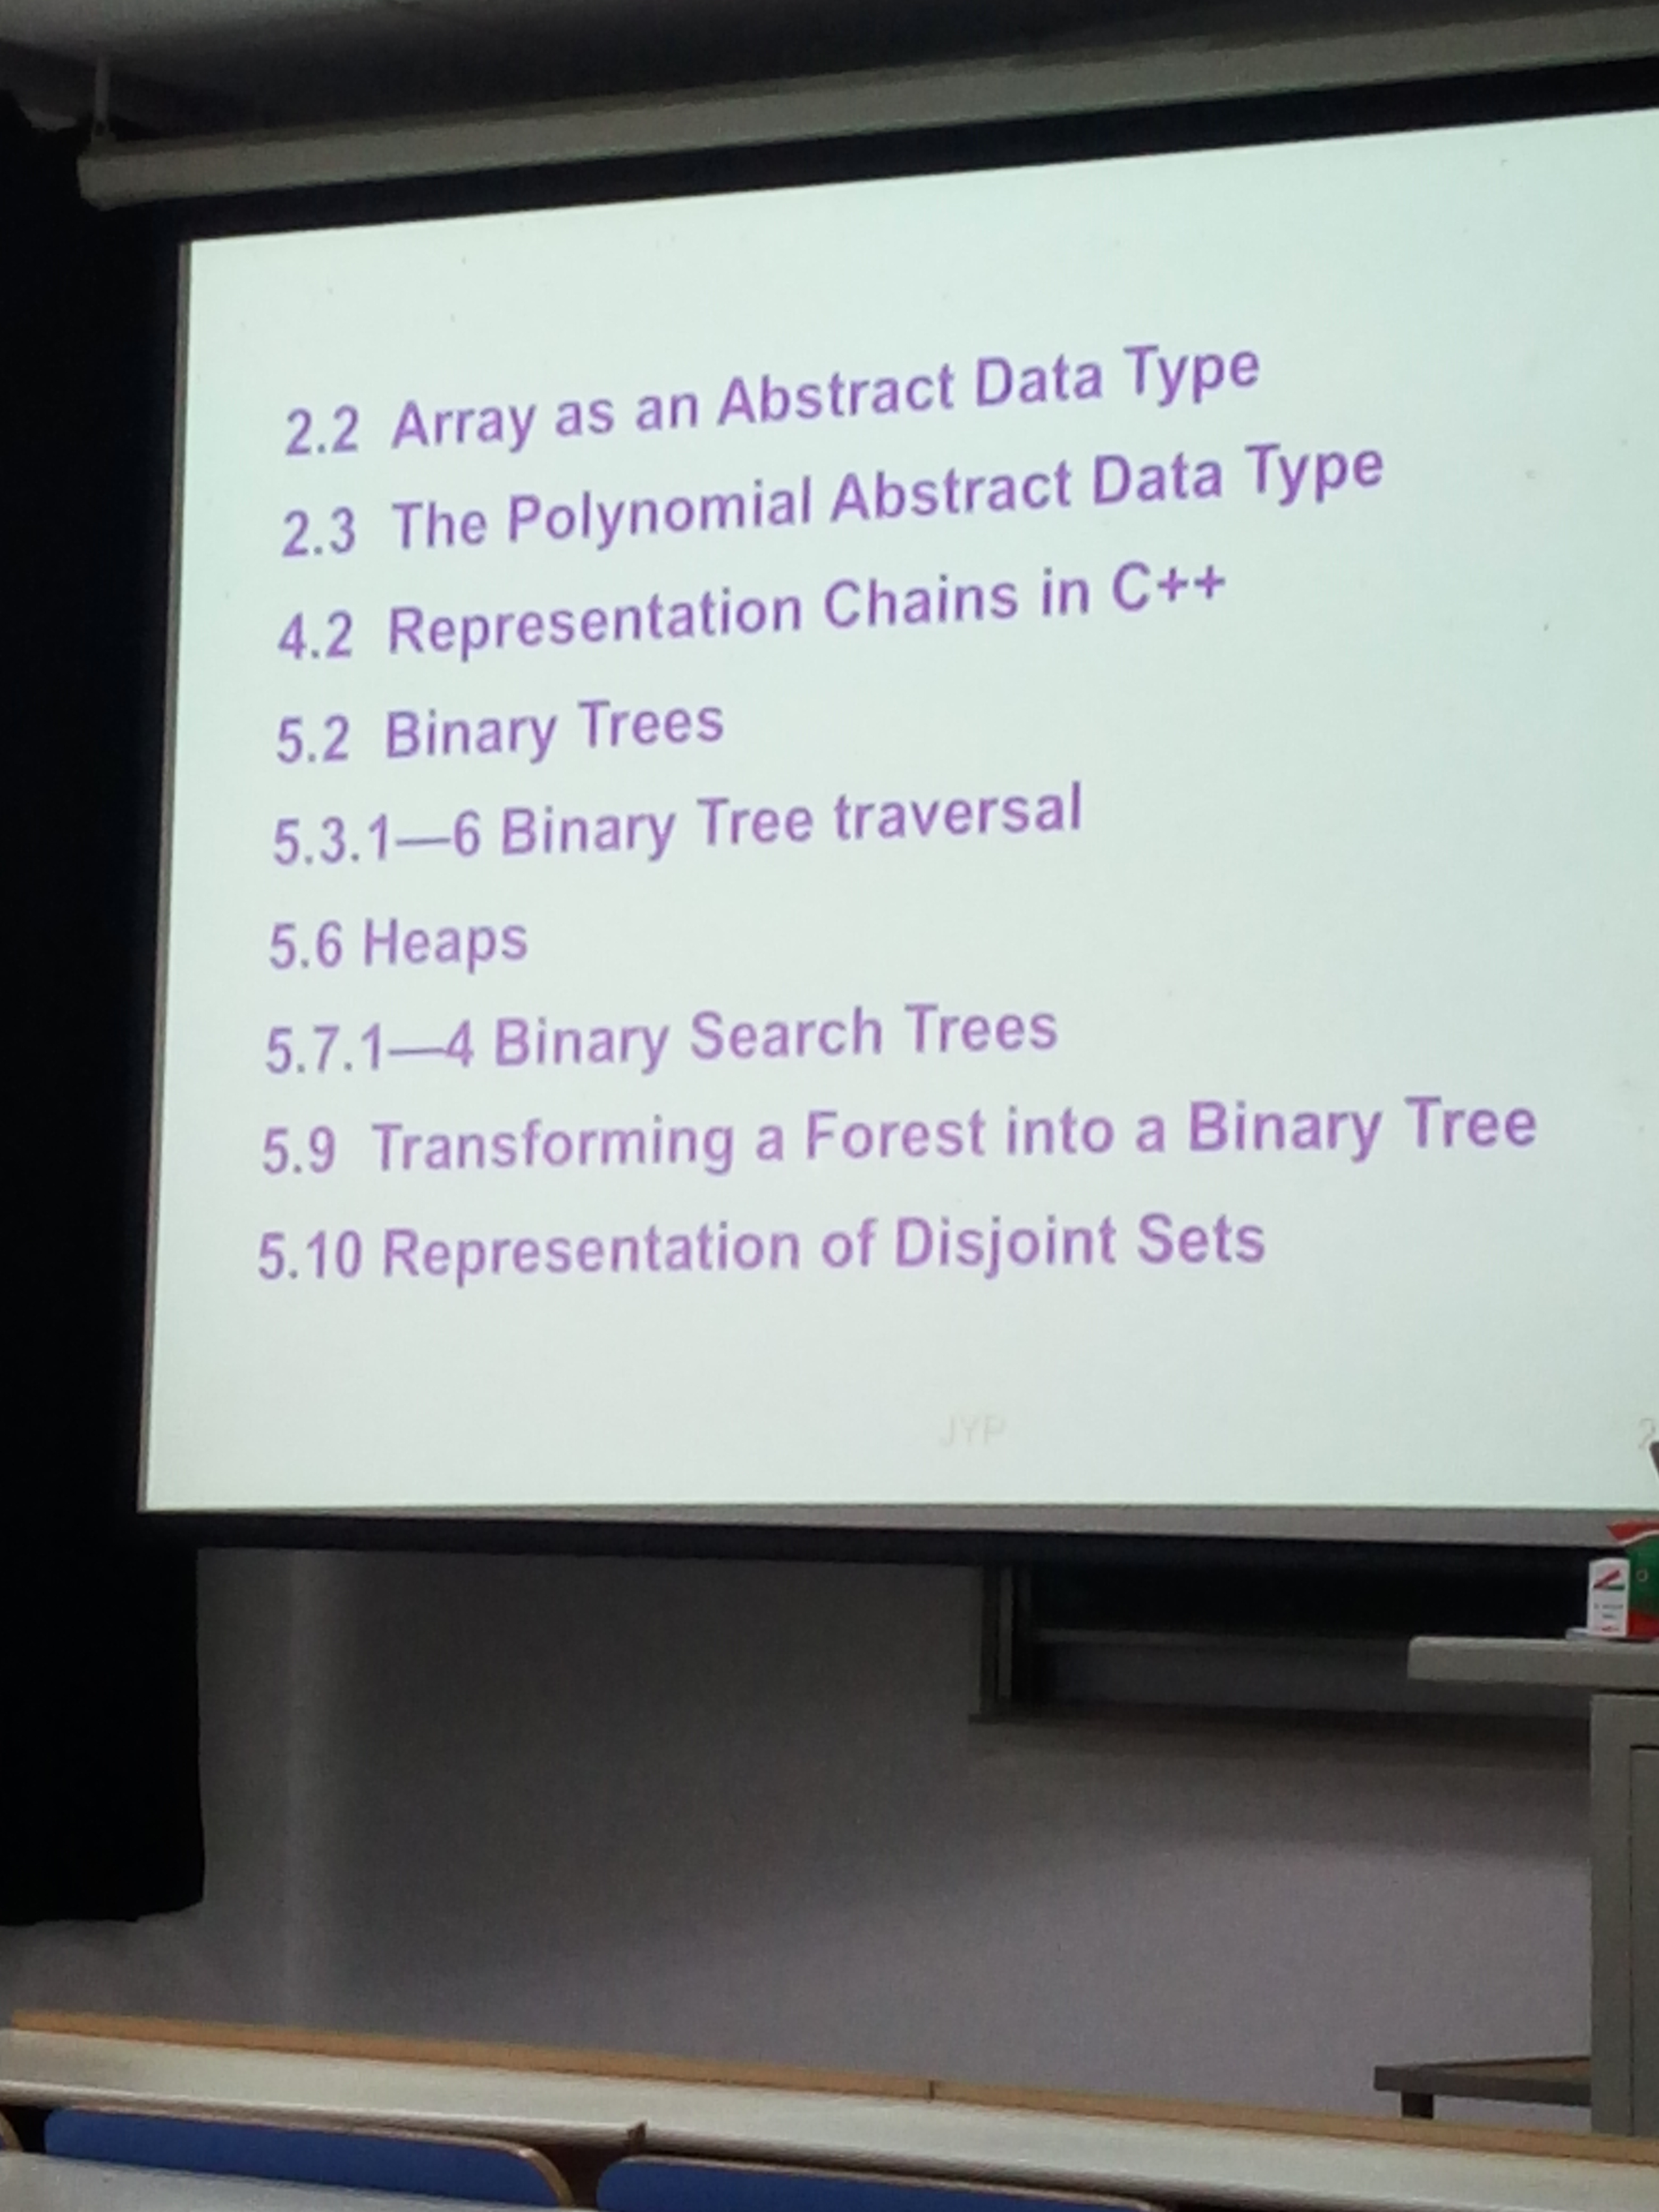 2.2 Array as an Abstract Data Type
2.3 The Polynomial Abstract Data Type
4.2 Representation Chains in C++
5.2 Binary Trees
5.3.1—6 Binary Tree traversal
5.6 Heaps
5.7.1—4 Binary Search Trees
5.9 Transforming a Forest into a Binary Tree
5.10 Representation of Disjoint Sets
JYP